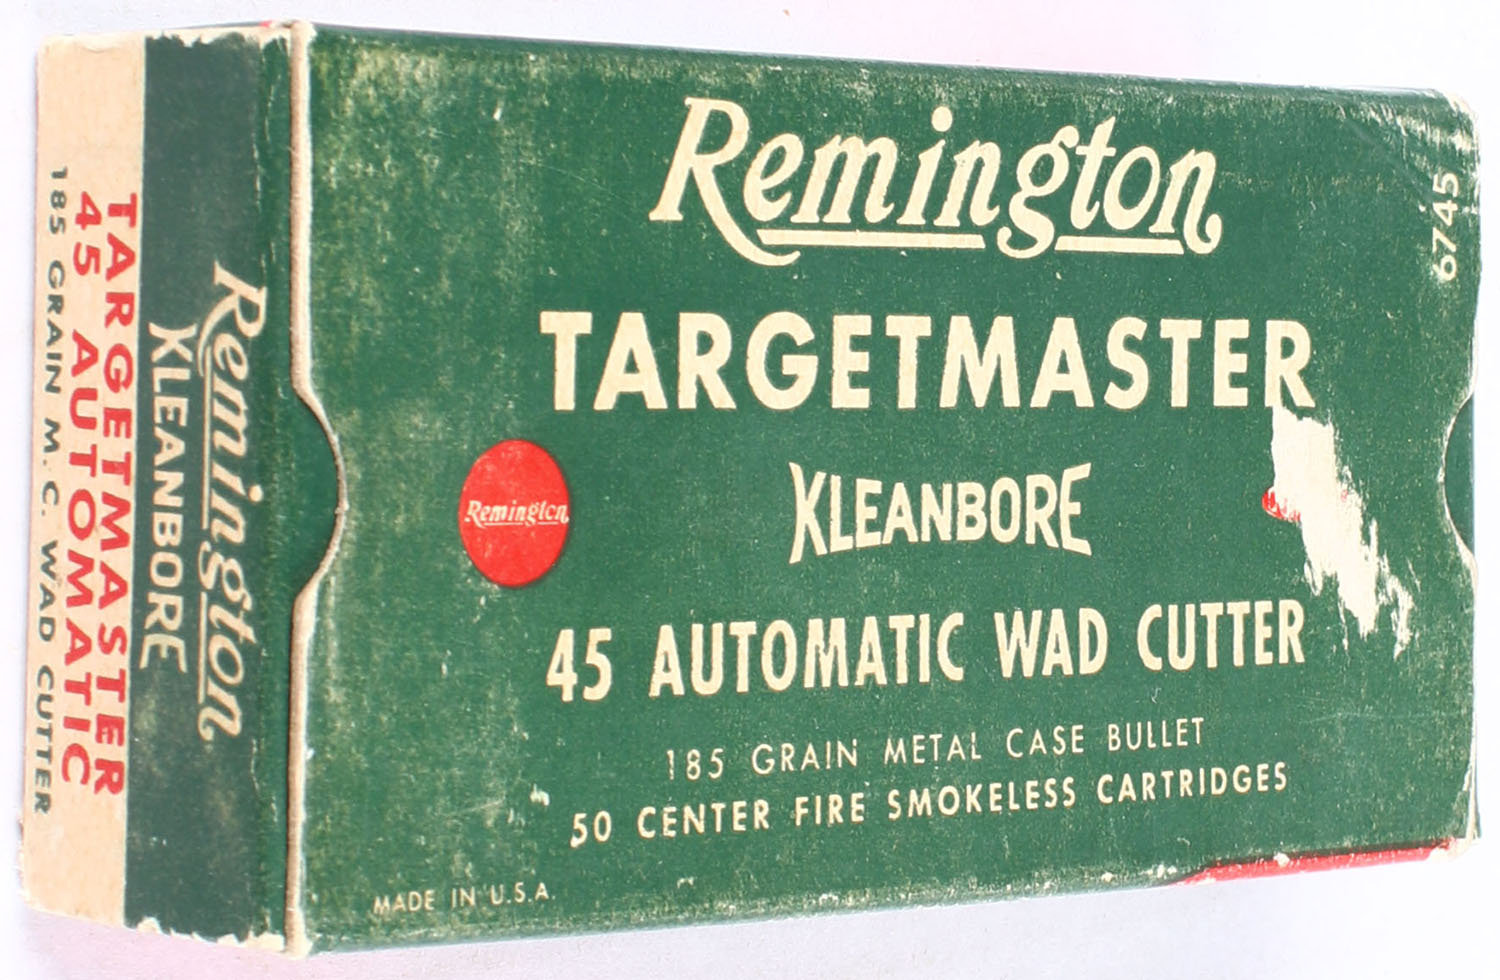 Remington
TARGETMASTER
KLEANBORE
Remington
45 AUTOMATIC WAD CUTTER
185 GRAIN METAL CASE BULLET
50 CENTER FIRE SMOKELESS CARTRIDGES
MADE IN U.S.A.
6745
Remington
KLEANBORE
TARGETMASTER
45 AUTOMATIC
185 GRAIN M.C. WAD CUTTER